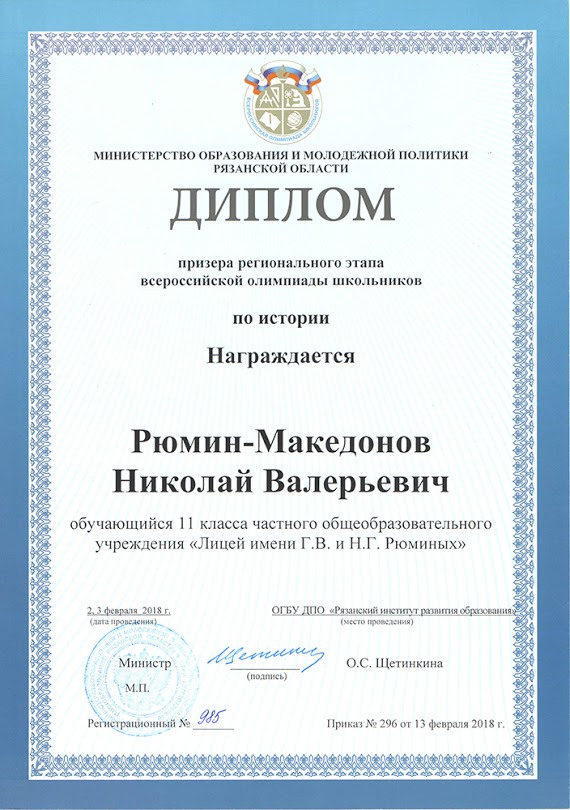 ВСЕРОССИЙСКАЯ ОЛИМПИАДА ШКОЛЬНИКОВ
МИНИСТЕРСТВО ОБРАЗОВАНИЯ И МОЛОДЕЖНОЙ ПОЛИТИКИ
РЯЗАНСКОЙ ОБЛАСТИ
ДИПЛОМ
призера регионального этапа
всероссийской олимпиады школьников
по истории
Награждается
Рюмин-Македонов
Николай Валерьевич
обучающийся 11 класса частного общеобразовательного
учреждения «Лицей имени Г.В. и Н.Г. Рюминых»
2, 3 февраля 2018 г. ОГБУ ДПО «Рязанский институт развития образования»
(дата проведения) (место проведения)
Министр О.С. Щетинкина
(подпись)
М.П.
Регистрационный № 985 Приказ № 296 от 13 февраля 2018 г.